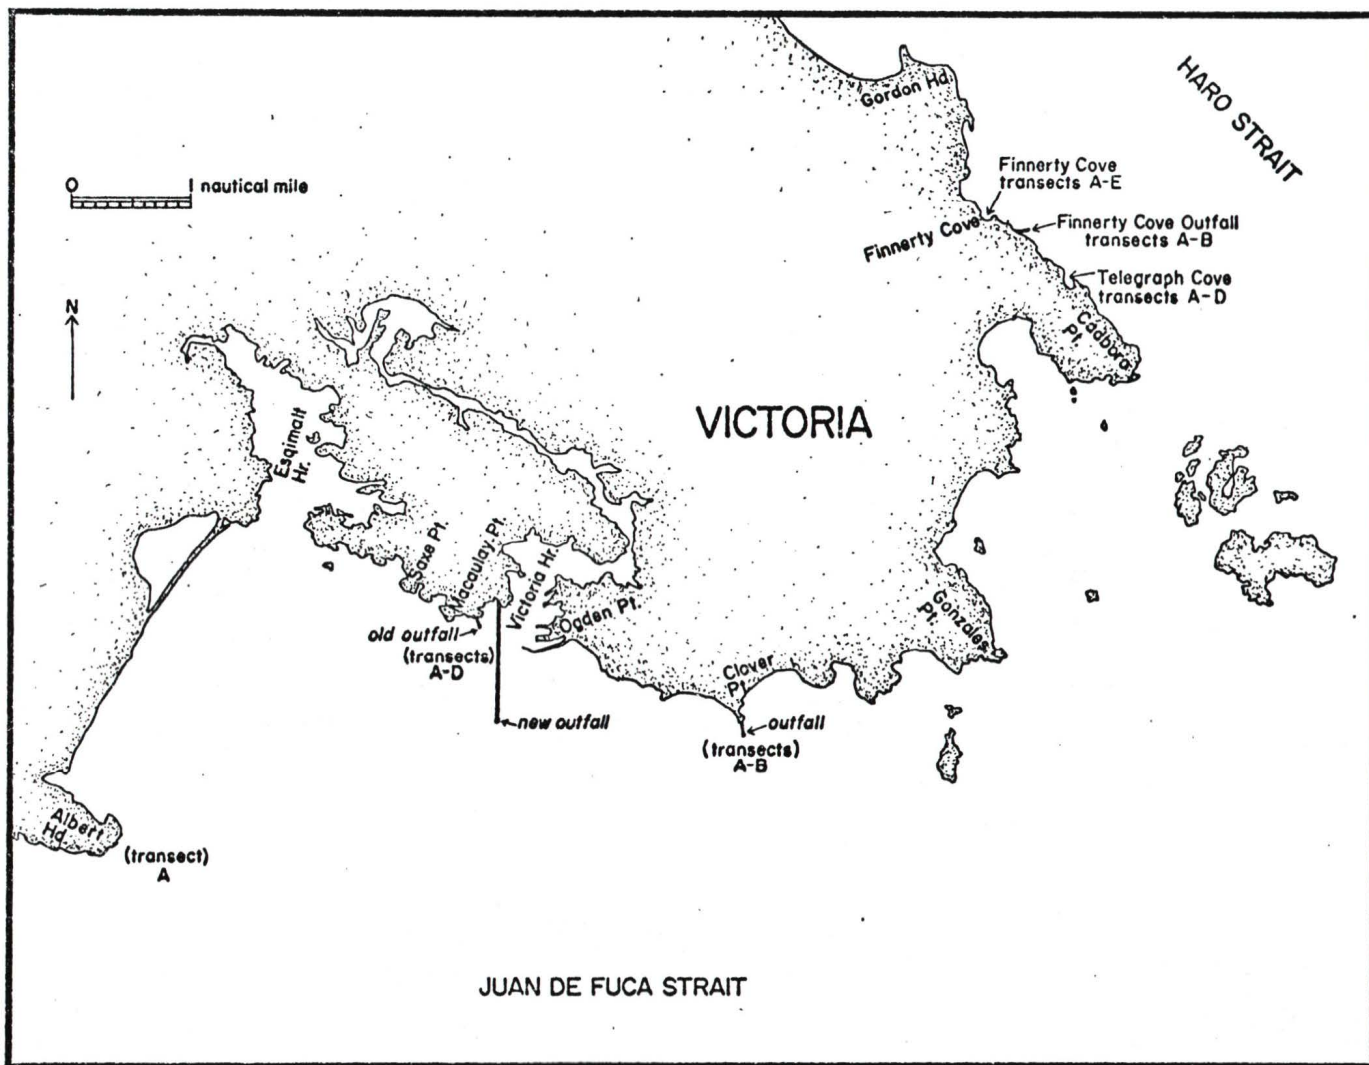 HARO STRAIT
Gordon Hd.
Finnerty Cove
transects A-E
0 1 nautical mile
Finnerty Cove
Finnerty Cove Outfall
transects A-B
Telegraph Cove
transects A-D
N
Cadboro
Pt.
VICTORIA
Esqimalt
Hr.
Saxe Pt.
Macaulay Pt.
Victoria Hr.
Ogden Pt.
Gonzales
Pt.
old outfall
(transects)
A-D
Clover
Pt.
new outfall
outfall
(transects)
A-B
Albert
Hd.
(transect)
A
JUAN DE FUCA STRAIT